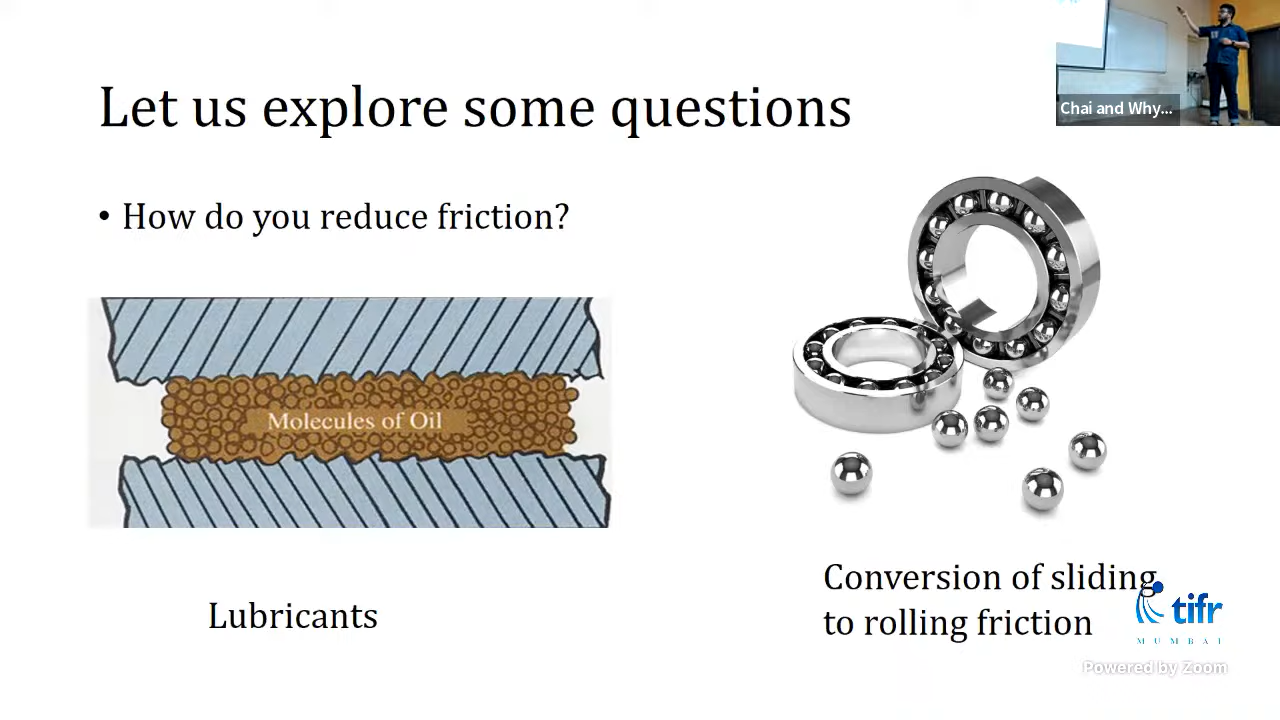 Let us explore some questions
Chai and Why...
• How do you reduce friction?
Molecules of Oil
Lubricants
Conversion of sliding
to rolling friction
tifr
MUMBAI
Powered by Zoom